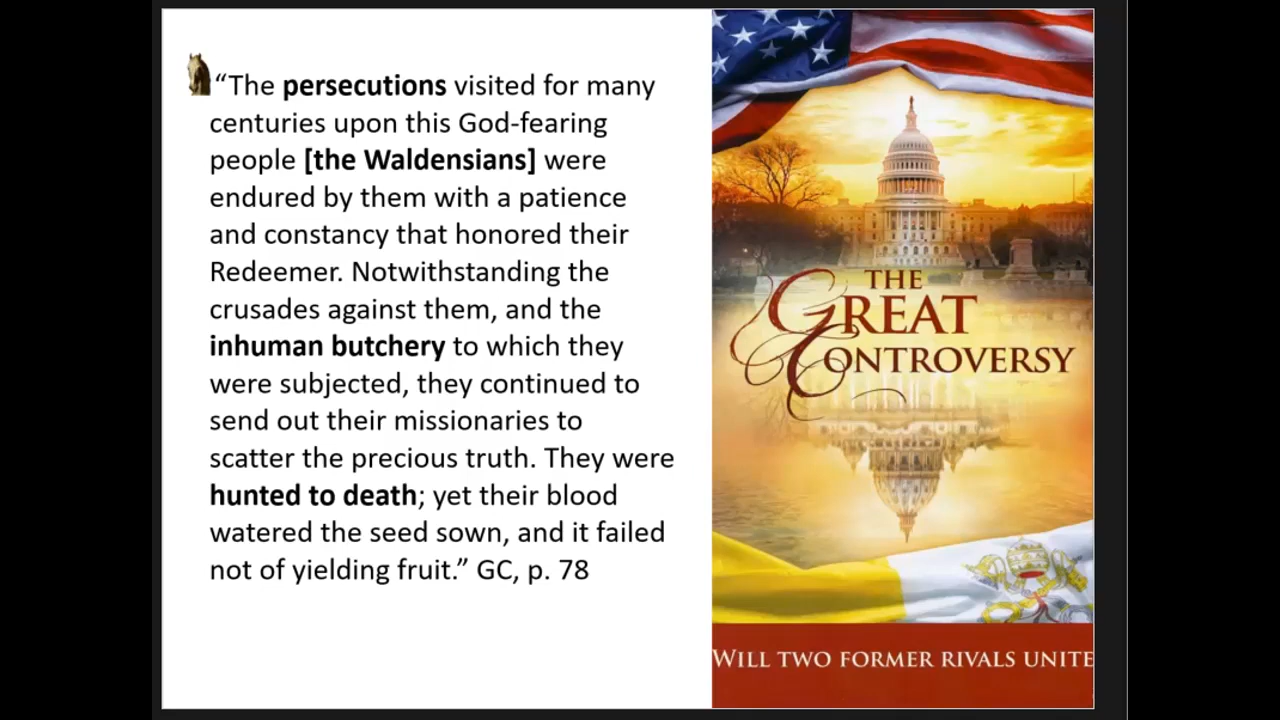 “The persecutions visited for many
centuries upon this God-fearing
people [the Waldensians] were
endured by them with a patience
and constancy that honored their
Redeemer. Notwithstanding the
crusades against them, and the
inhuman butchery to which they
were subjected, they continued to
send out their missionaries to
scatter the precious truth. They were
hunted to death; yet their blood
watered the seed sown, and it failed
not of yielding fruit.” GC, p. 78
THE
GREAT
CONTROVERSY
WILL TWO FORMER RIVALS UNITE